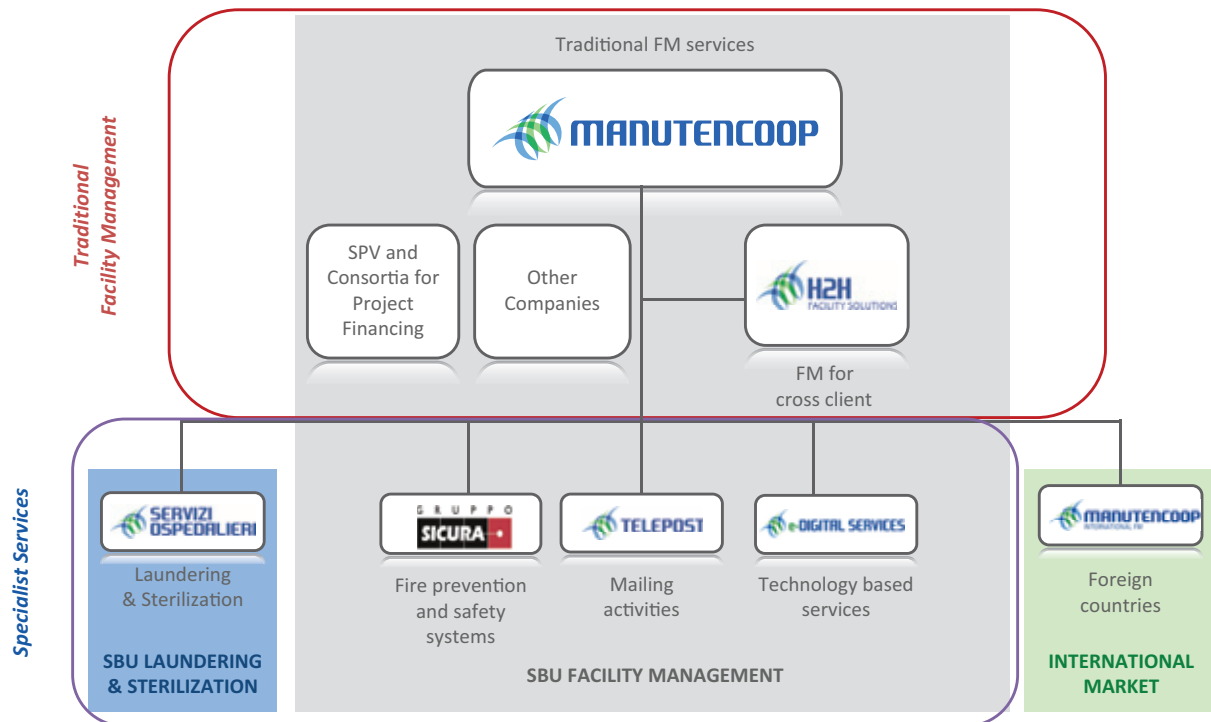 Traditional FM services
MANUTENCOOP
Traditional
Facility Management
SPV and
Consortia for
Project
Financing
Other
Companies
H2H
FACILITY SOLUTIONS
FM for
cross client
Specialist Services
SERVIZI
OSPEDALIERI
Laundering
& Sterilization
SBU LAUNDERING
& STERILIZATION
GRUPPO
SICURA
Fire prevention
and safety
systems
TELEPOST
Mailing
activities
e-DIGITAL SERVICES
Technology based
services
SBU FACILITY MANAGEMENT
MANUTENCOOP
INTERNATIONAL FM
Foreign
countries
INTERNATIONAL
MARKET